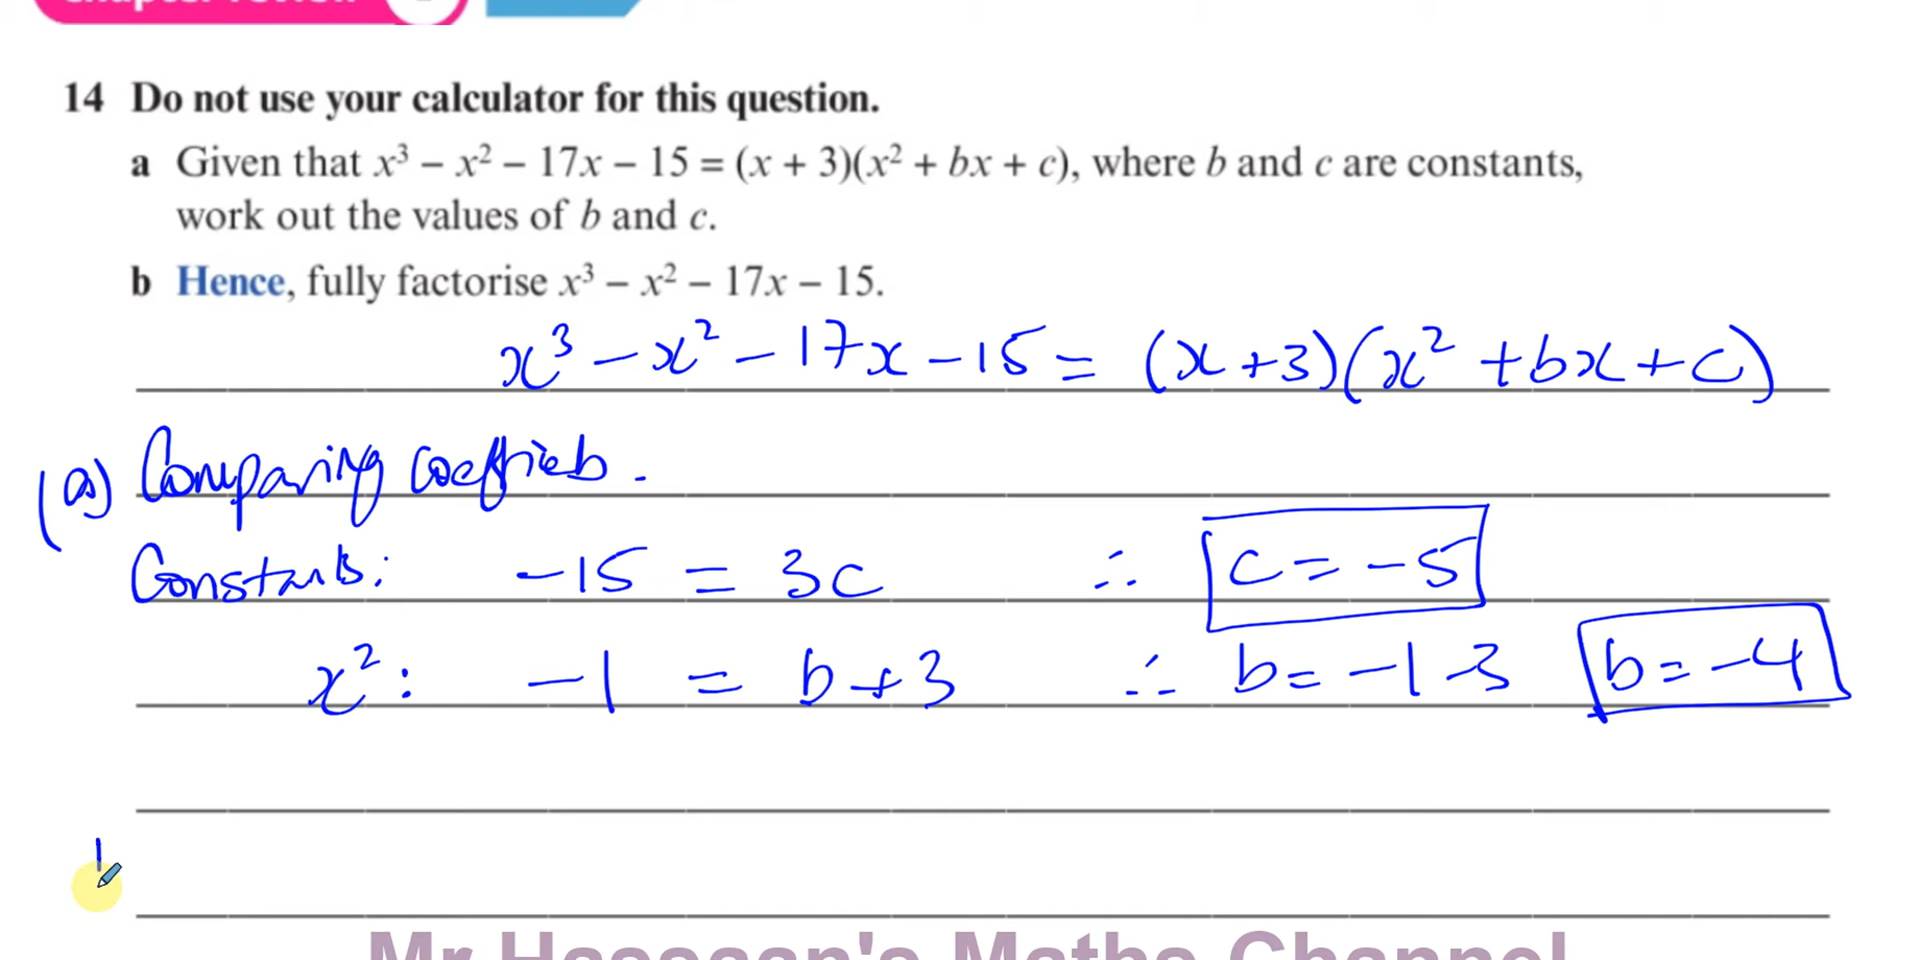 Chapter review
14 Do not use your calculator for this question.
a Given that x³ − x² − 17x − 15 = (x + 3)(x² + bx + c), where b and c are constants,
work out the values of b and c.
b Hence, fully factorise x³ − x² − 17x − 15.
x³ − x² − 17x − 15 = (x + 3)(x² + bx + c)
(a) Comparing coefficients.
Constants: −15 = 3c ∴ c = −5
x²: −1 = b + 3 ∴ b = −1 −3 b = −4
Mr Hassaan's Maths Channel